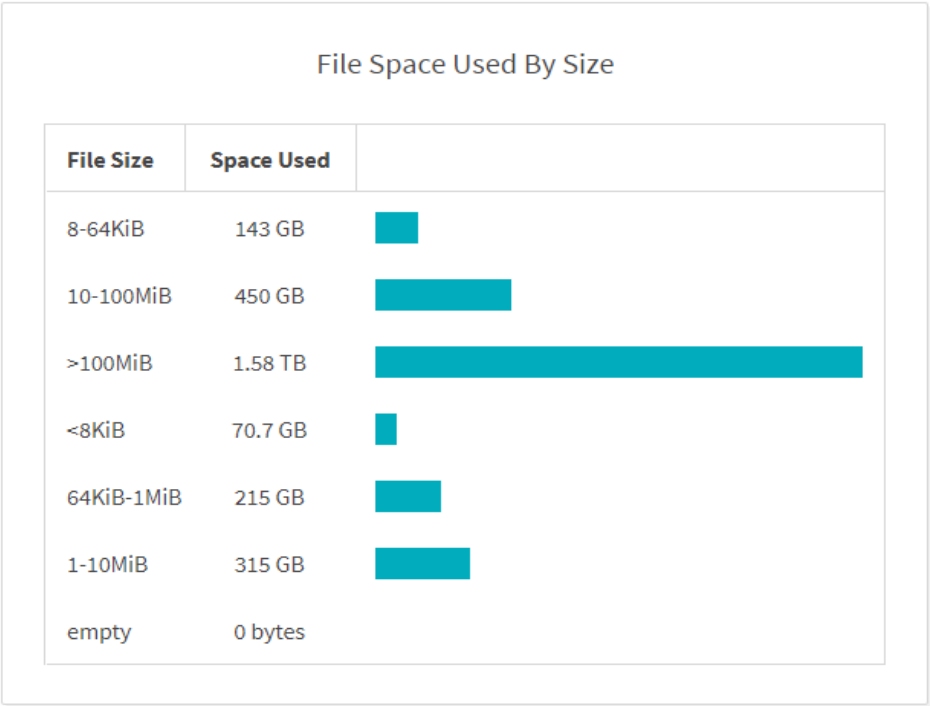 File Space Used By Size
File Size Space Used
8-64KiB 143 GB
10-100MiB 450 GB
>100MiB 1.58 TB
<8KiB 70.7 GB
64KiB-1MiB 215 GB
1-10MiB 315 GB
empty 0 bytes